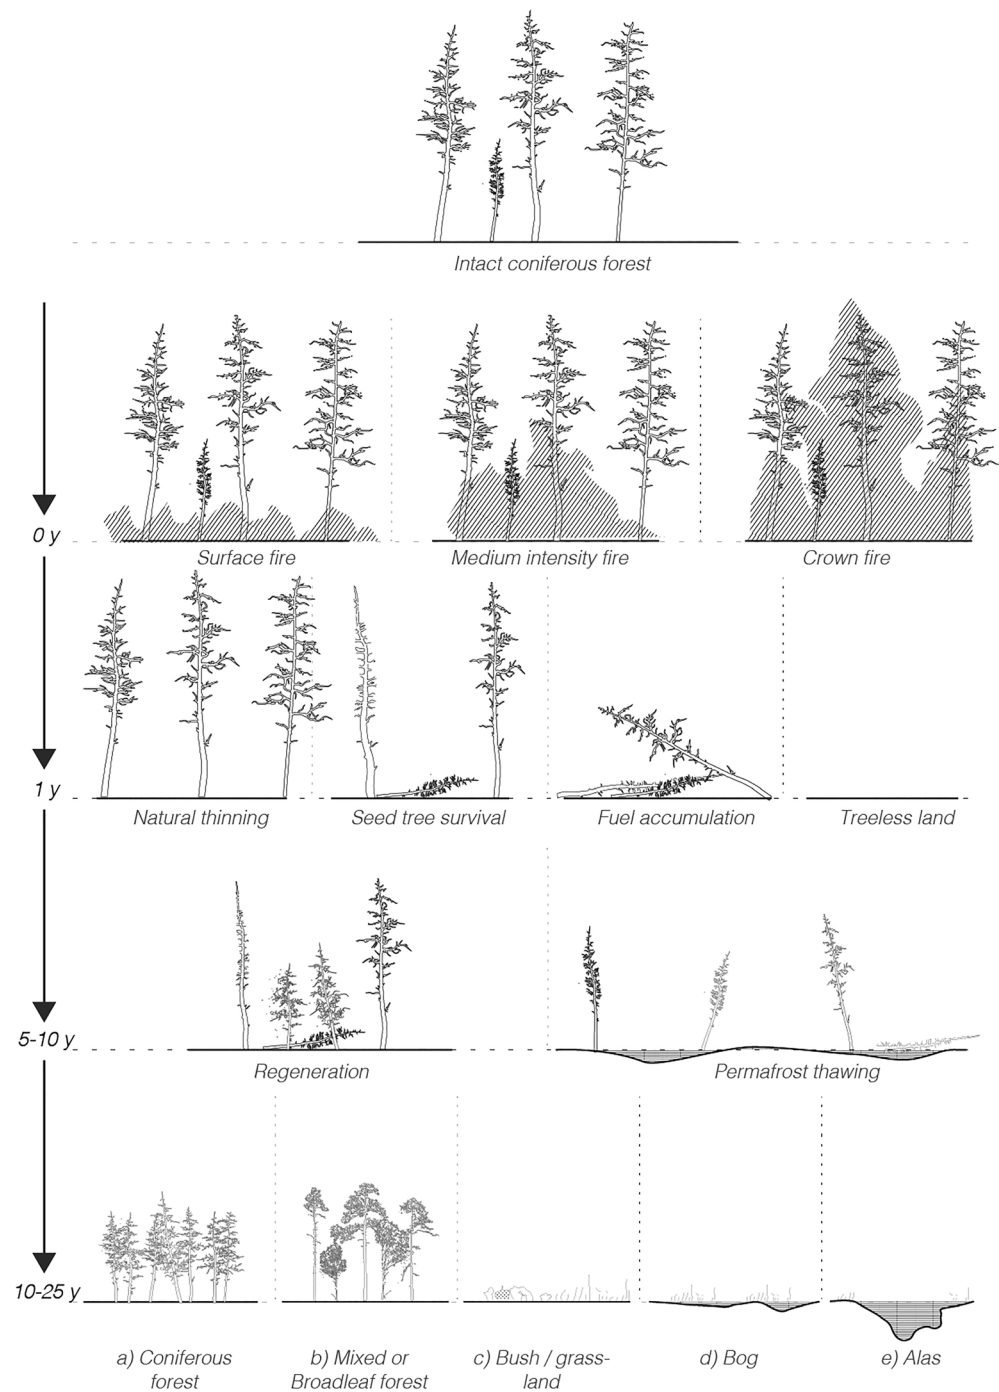 Intact coniferous forest
0 y
Surface fire
Medium intensity fire
Crown fire
1 y
Natural thinning
Seed tree survival
Fuel accumulation
Treeless land
5-10 y
Regeneration
Permafrost thawing
10-25 y
a) Coniferous
forest
b) Mixed or
Broadleaf forest
c) Bush / grass-
land
d) Bog
e) Alas